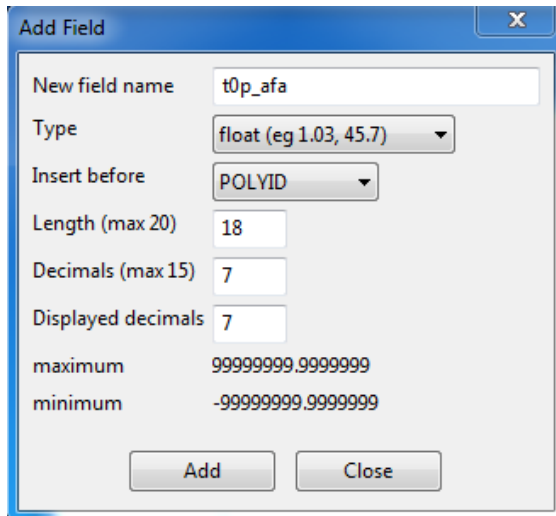 Add Field
X
New field name t0p_afa
Type float (eg 1.03, 45.7)
Insert before POLYID
Length (max 20) 18
Decimals (max 15) 7
Displayed decimals 7
maximum 99999999.9999999
minimum -99999999.9999999
Add Close